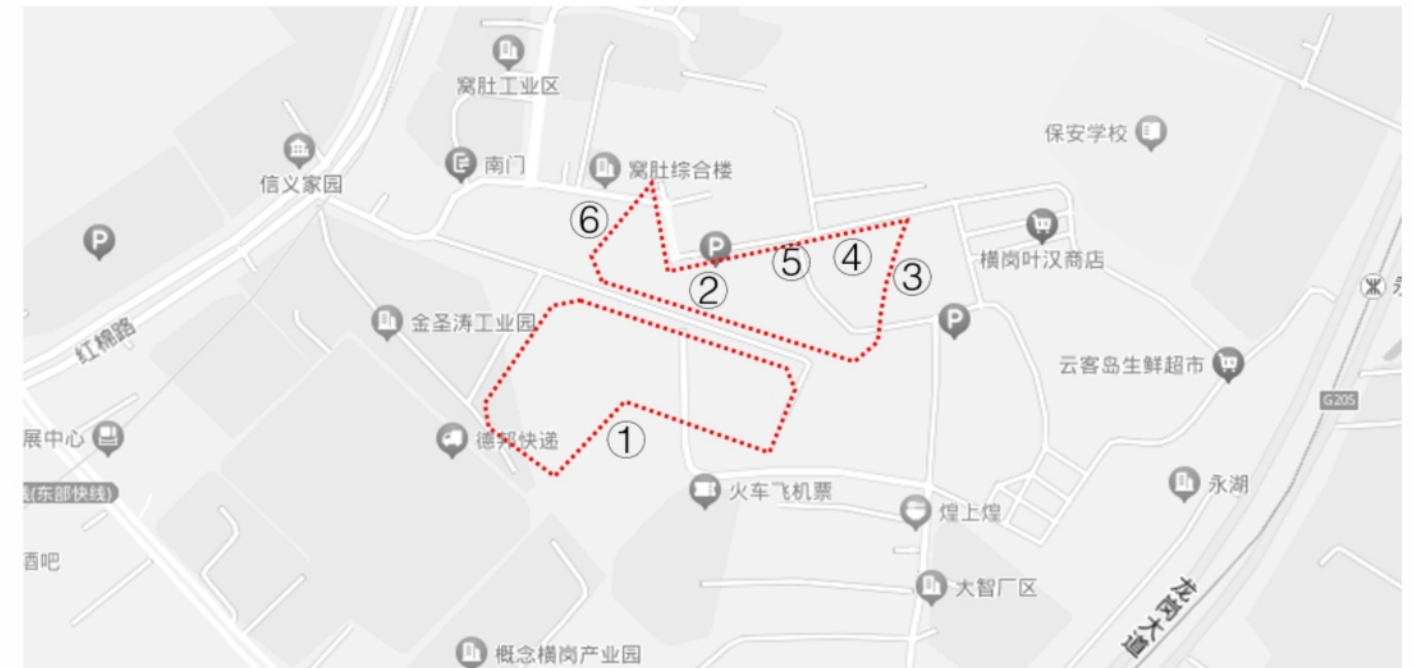 窝肚工业区
保安学校
南门
窝肚综合楼
信义家园
P
⑥
P
⑤
④
③
横岗叶汉商店
②
金圣涛工业园
P
红棉路
云客岛生鲜超市
G205
展中心
德邦快递
①
线(东部快线)
火车飞机票
永湖
煌上煌
酒吧
大智厂区
龙岗大道
概念横岗产业园